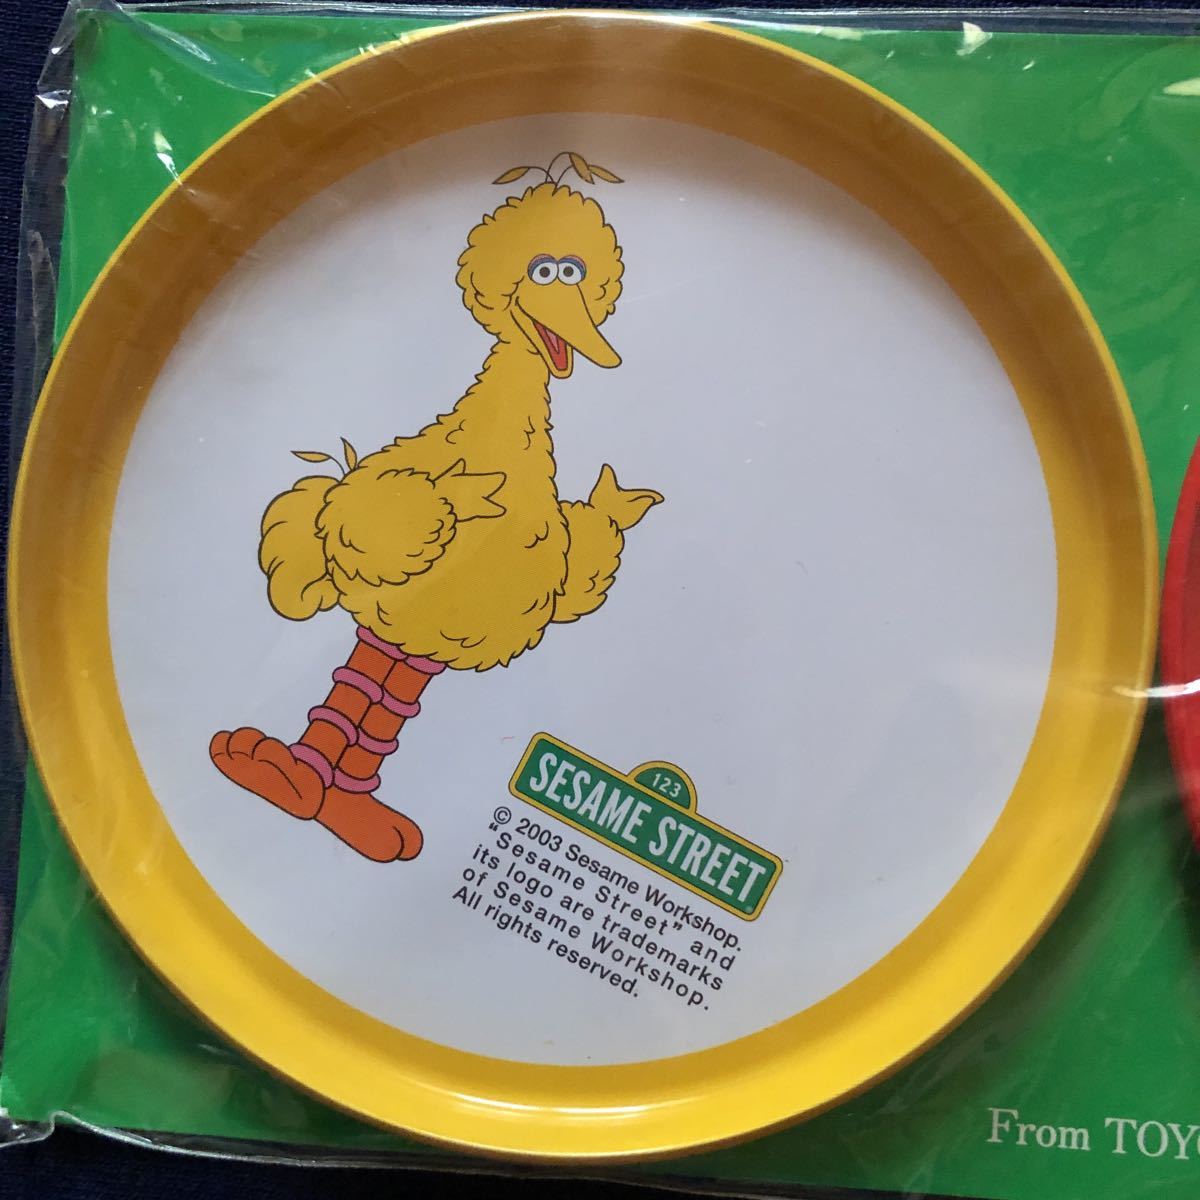 123
SESAME STREET
© 2003 Sesame Workshop.
"Sesame Street" and
its logo are trademarks
of Sesame Workshop.
All rights reserved.
From